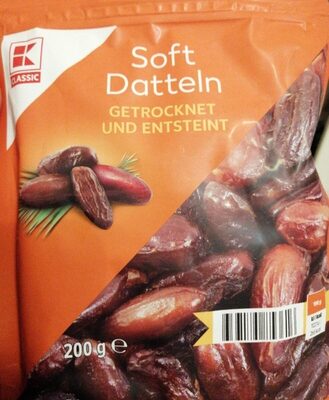 K
CLASSIC
Soft
Datteln
GETROCKNET
UND ENTSTEINT
200 g e